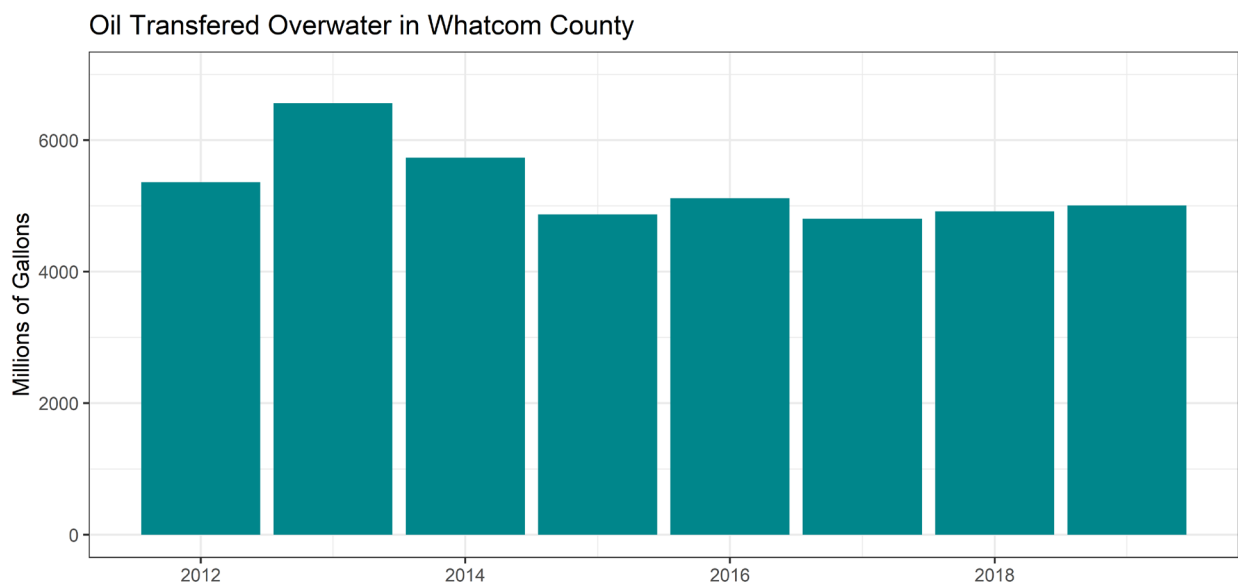 Oil Transfered Overwater in Whatcom County
Millions of Gallons
6000
4000
2000
0
2012 2014 2016 2018